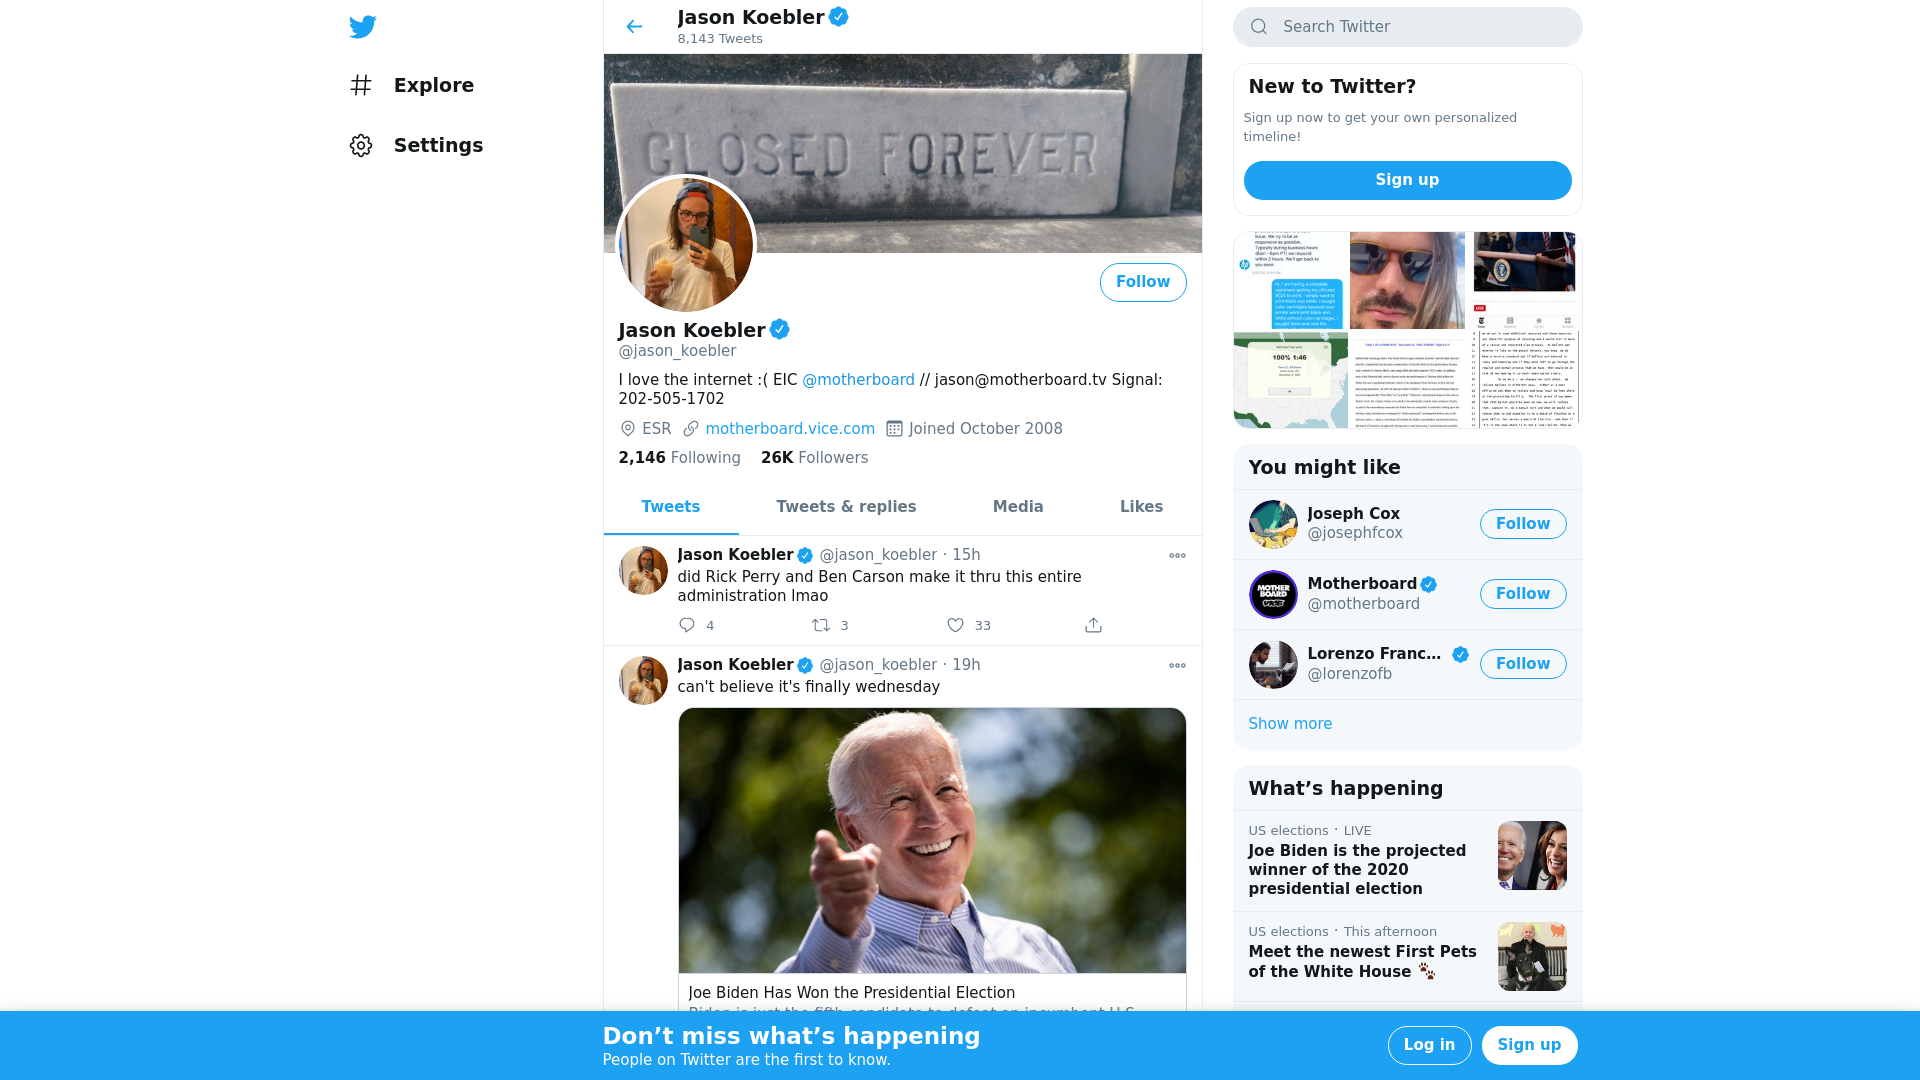 Jason Koebler
8,143 Tweets
Search Twitter
Explore
Settings
CLOSED FOREVER
New to Twitter?
Sign up now to get your own personalized
timeline!
Sign up
Follow
Jason Koebler
@jason_koebler
I love the internet :( EIC @motherboard // jason@motherboard.tv Signal:
202-505-1702
ESR motherboard.vice.com Joined October 2008
2,146 Following 26K Followers
Tweets Tweets & replies Media Likes
Jason Koebler @jason_koebler · 15h
did Rick Perry and Ben Carson make it thru this entire
administration lmao
4 3 33
Jason Koebler @jason_koebler · 19h
can't believe it's finally wednesday
Joe Biden Has Won the Presidential Election
100% 1:46
LIVE
You might like
Joseph Cox
@josephfcox
Follow
Motherboard
@motherboard
Follow
MOTHER
BOARD
VICE
Lorenzo Franc...
@lorenzofb
Follow
Show more
What’s happening
US elections · LIVE
Joe Biden is the projected
winner of the 2020
presidential election
US elections · This afternoon
Meet the newest First Pets
of the White House
Don’t miss what’s happening
People on Twitter are the first to know.
Log in
Sign up